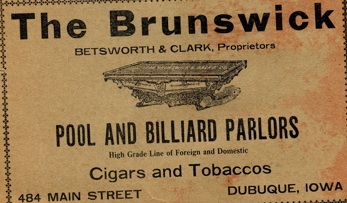 The Brunswick
BETSWORTH & CLARK, Proprietors
POOL AND BILLIARD PARLORS
High Grade Line of Foreign and Domestic
Cigars and Tobaccos
484 MAIN STREET DUBUQUE, IOWA